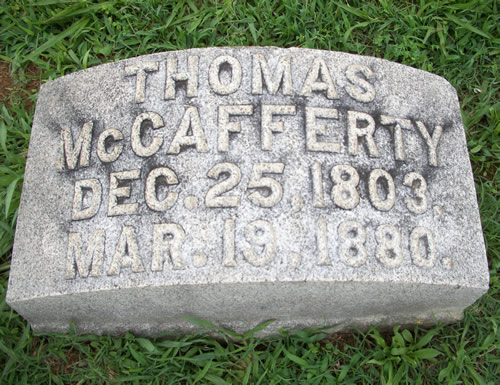 THOMAS
McCAFFERTY
DEC. 25, 1803.
MAR. 19. 1880.